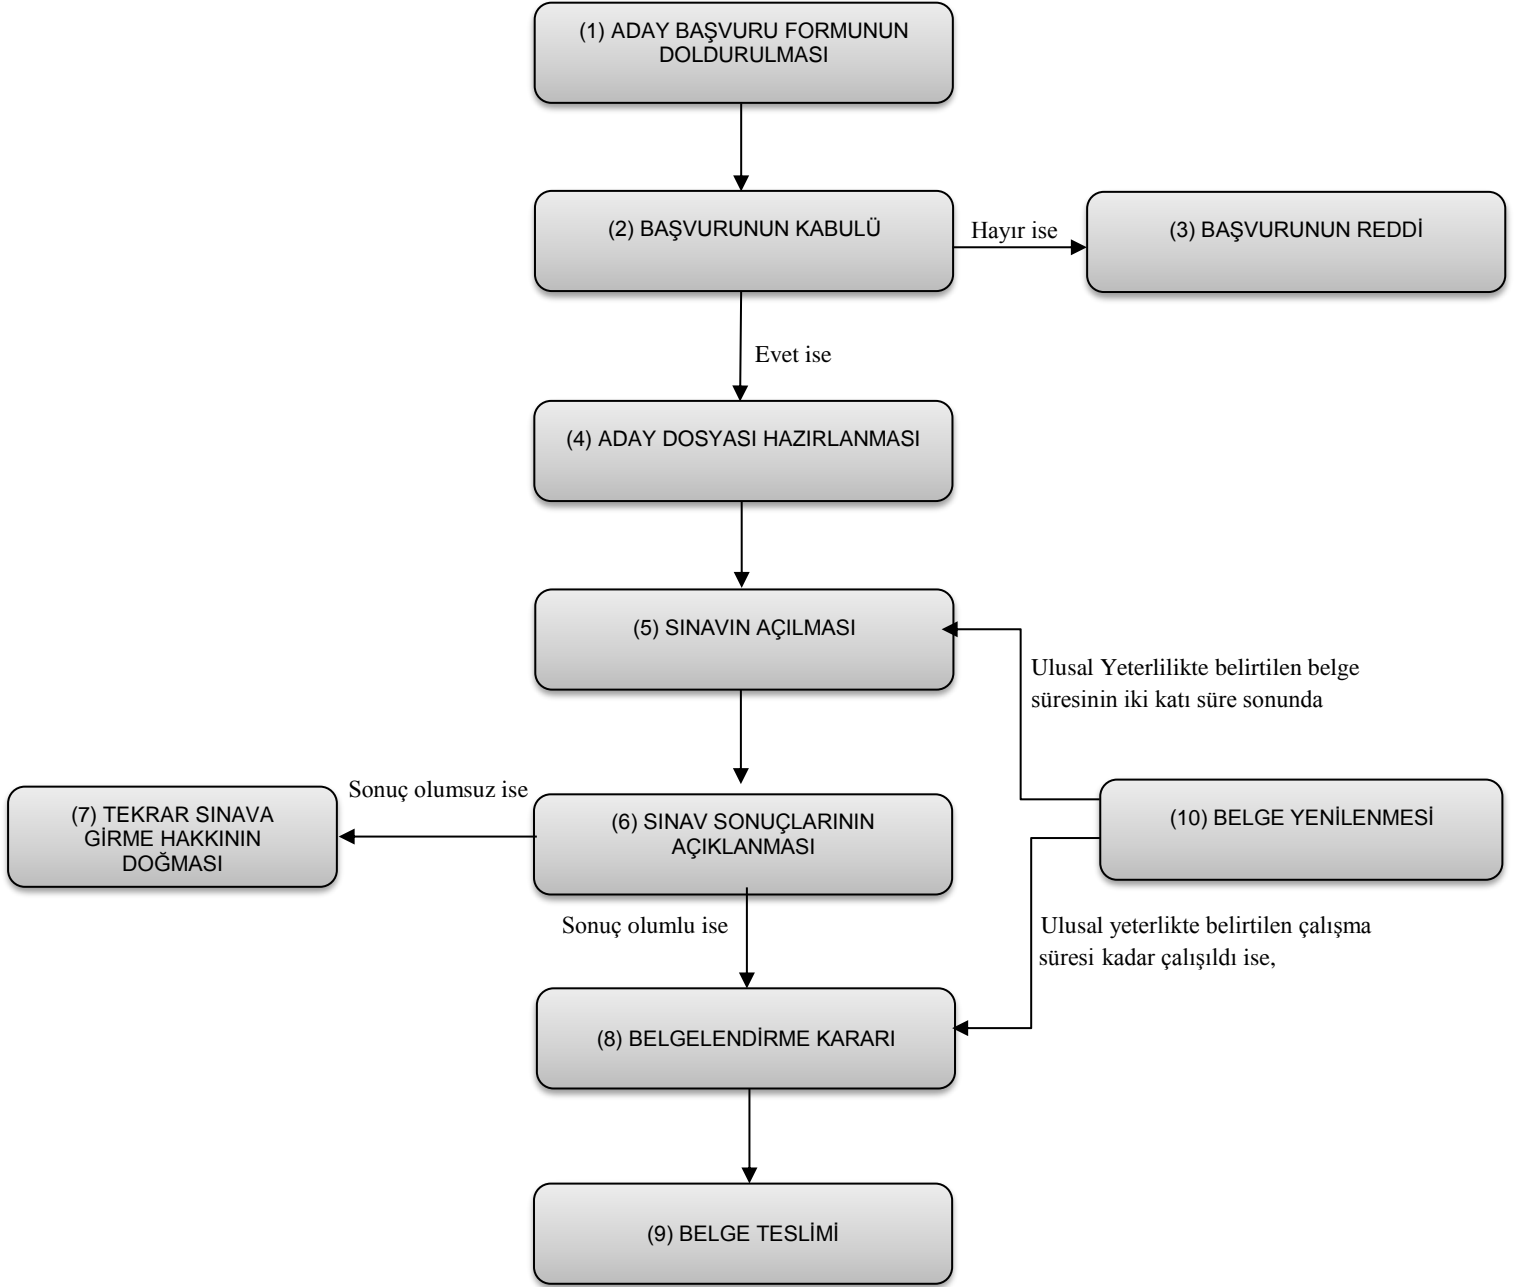 (1) ADAY BAŞVURU FORMUNUN
DOLDURULMASI
(2) BAŞVURUNUN KABULÜ
Hayır ise
(3) BAŞVURUNUN REDDİ
Evet ise
(4) ADAY DOSYASI HAZIRLANMASI
(5) SINAVIN AÇILMASI
Ulusal Yeterlilikte belirtilen belge
süresinin iki katı süre sonunda
Sonuç olumsuz ise
(7) TEKRAR SINAVA
GİRME HAKKININ
DOĞMASI
(6) SINAV SONUÇLARININ
AÇIKLANMASI
(10) BELGE YENİLENMESİ
Sonuç olumlu ise
Ulusal yeterlikte belirtilen çalışma
süresi kadar çalışıldı ise,
(8) BELGELENDİRME KARARI
(9) BELGE TESLİMİ